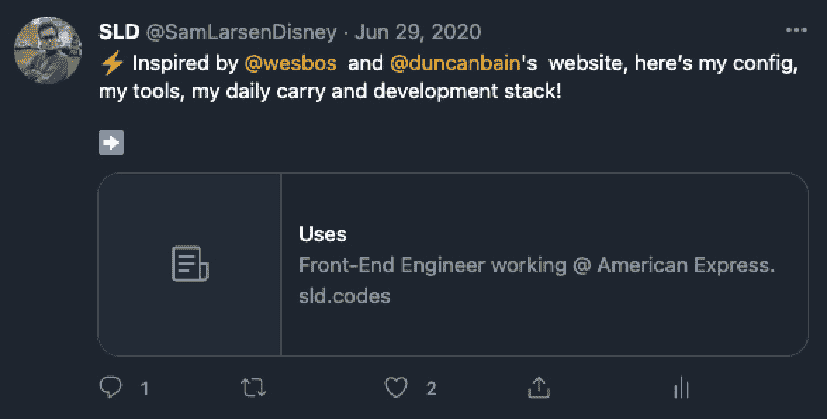 SLD @SamLarsenDisney · Jun 29, 2020
⚡ Inspired by @wesbos and @duncanbain's website, here's my config,
my tools, my daily carry and development stack!
➡
Uses
Front-End Engineer working @ American Express.
sld.codes
1 2